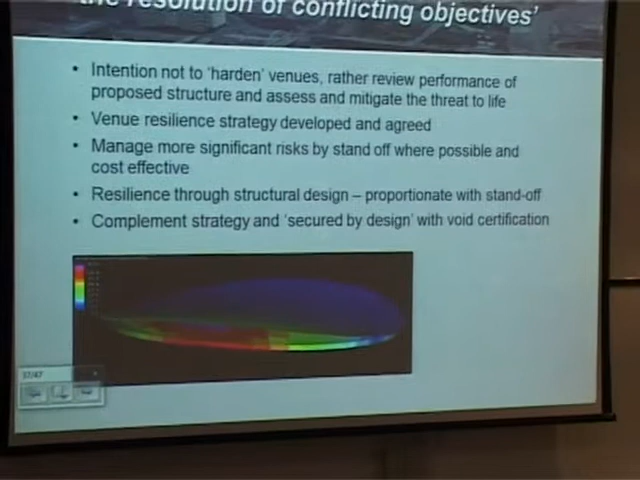 the resolution of conflicting objectives'
• Intention not to 'harden' venues, rather review performance of
proposed structure and assess and mitigate the threat to life
• Venue resilience strategy developed and agreed
• Manage more significant risks by stand off where possible and
cost effective
• Resilience through structural design – proportionate with stand-off
• Complement strategy and 'secured by design' with void certification
37/47